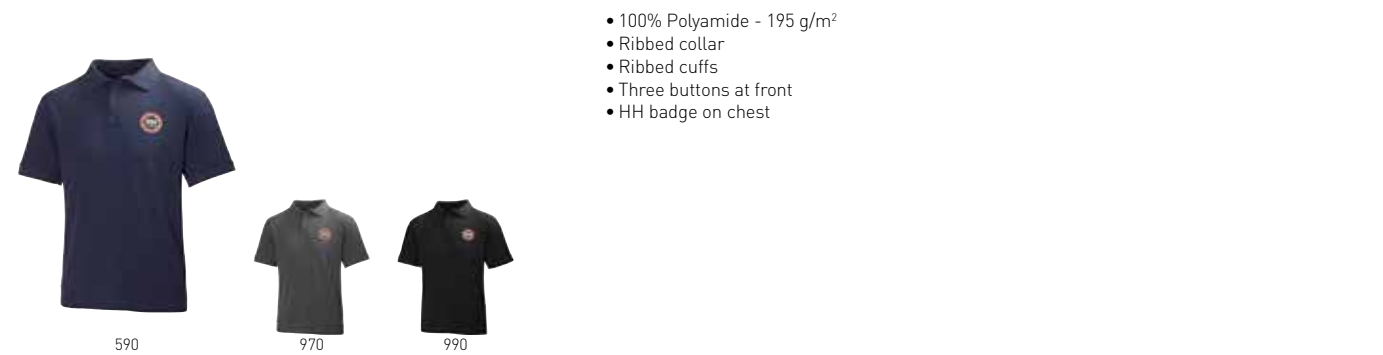 • 100% Polyamide - 195 g/m²
• Ribbed collar
• Ribbed cuffs
• Three buttons at front
• HH badge on chest
590
970
990